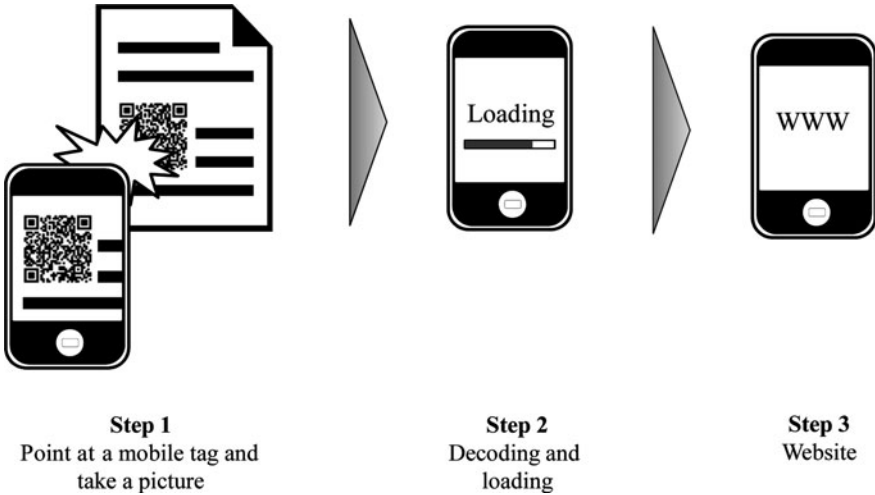 Loading
WWW
Step 1
Point at a mobile tag and
take a picture
Step 2
Decoding and
loading
Step 3
Website